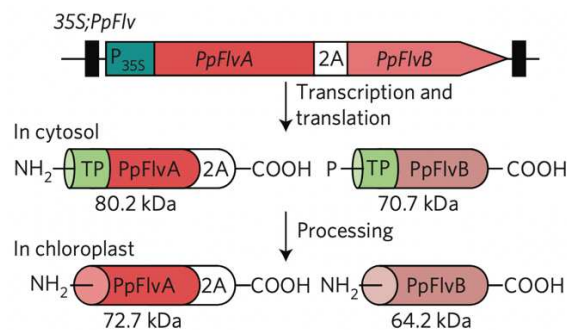 35S;PpFlv
P35S PpFlvA 2A PpFlvB
Transcription and
translation
In cytosol
NH2 TP PpFlvA 2A COOH P TP PpFlvB COOH
80.2 kDa 70.7 kDa
Processing
In chloroplast
NH2 PpFlvA 2A COOH NH2 PpFlvB COOH
72.7 kDa 64.2 kDa